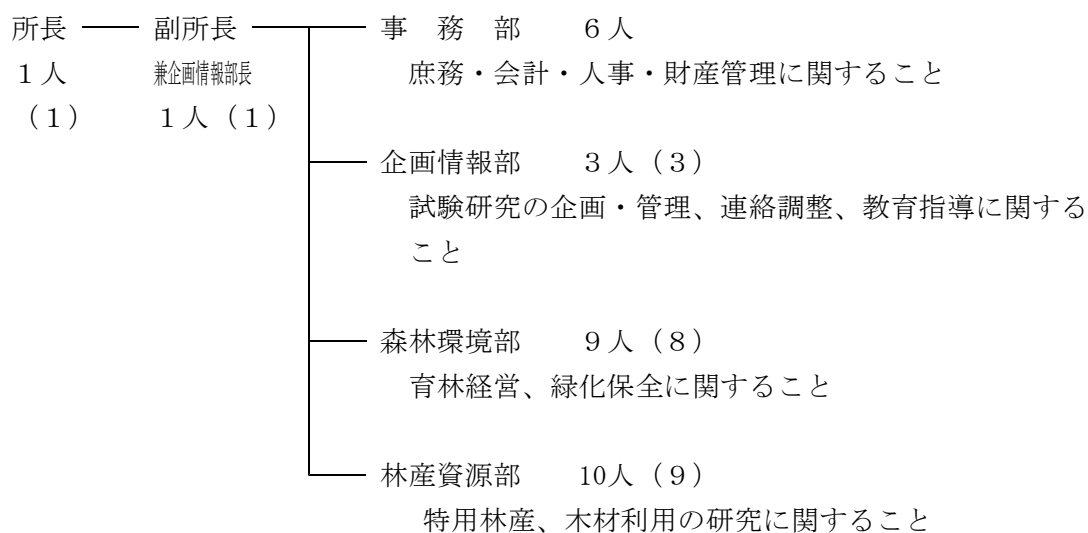 所長 副所長 事　務　部　　６人
１人 兼企画情報部長 庶務・会計・人事・財産管理に関すること
（１） １人（１）
企画情報部　　３人（３）
試験研究の企画・管理、連絡調整、教育指導に関する
こと
森林環境部　　９人（８）
育林経営、緑化保全に関すること
林産資源部　　10人（９）
特用林産、木材利用の研究に関すること